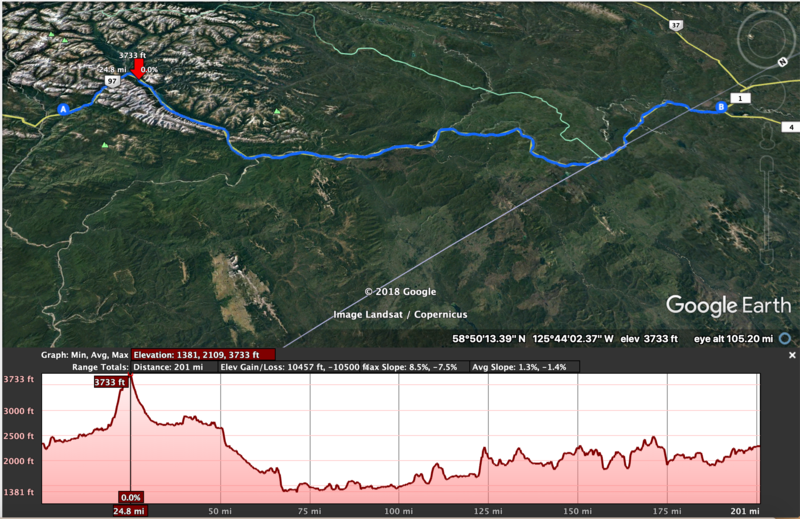 37
3733 ft
24.8 mi 0.0%
97
N
A
B
1
4
© 2018 Google
Image Landsat / Copernicus
Google Earth
58°50'13.39" N 125°44'02.37" W elev 3733 ft eye alt 105.20 mi
Graph: Min, Avg, Max Elevation: 1381, 2109, 3733 ft
Range Totals: Distance: 201 mi Elev Gain/Loss: 10457 ft, -10500 ft Max Slope: 8.5%, -7.5% Avg Slope: 1.3%, -1.4%
3733 ft
3733 ft
3000 ft
2500 ft
2000 ft
1381 ft
0.0%
24.8 mi 50 mi 75 mi 100 mi 125 mi 150 mi 175 mi 201 mi